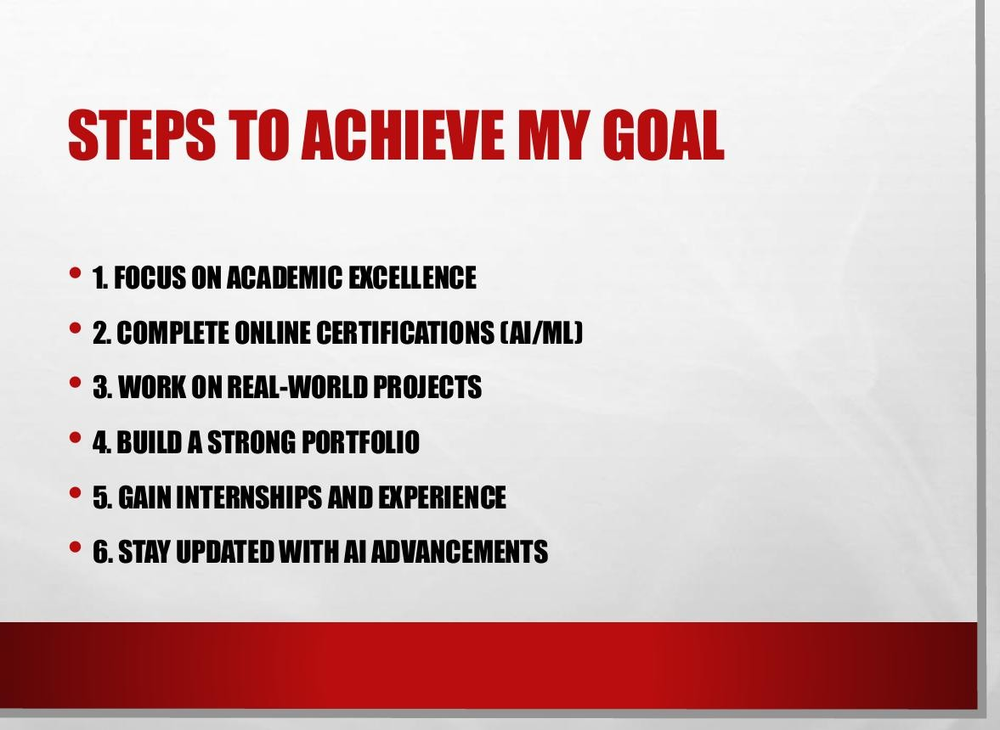 STEPS TO ACHIEVE MY GOAL
• 1. FOCUS ON ACADEMIC EXCELLENCE
• 2. COMPLETE ONLINE CERTIFICATIONS (AI/ML)
• 3. WORK ON REAL-WORLD PROJECTS
• 4. BUILD A STRONG PORTFOLIO
• 5. GAIN INTERNSHIPS AND EXPERIENCE
• 6. STAY UPDATED WITH AI ADVANCEMENTS